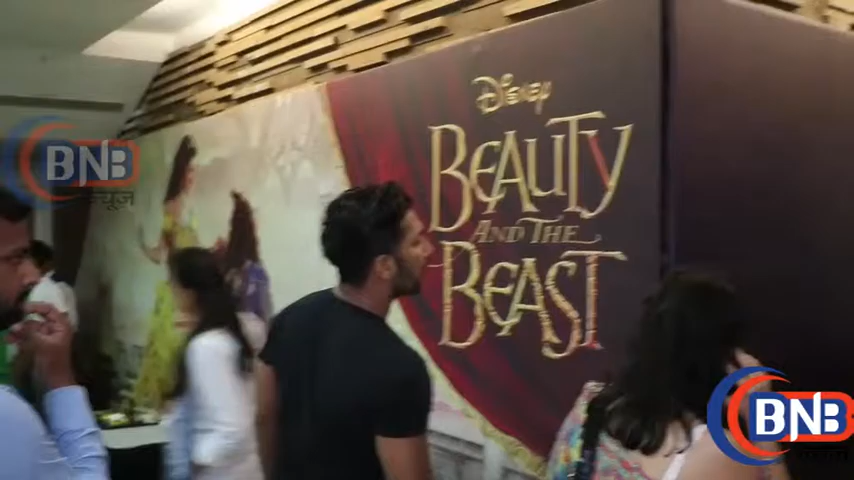 DISNEY
BEAUTY
AND THE
BEAST
BNB
न्यूज़
BNB